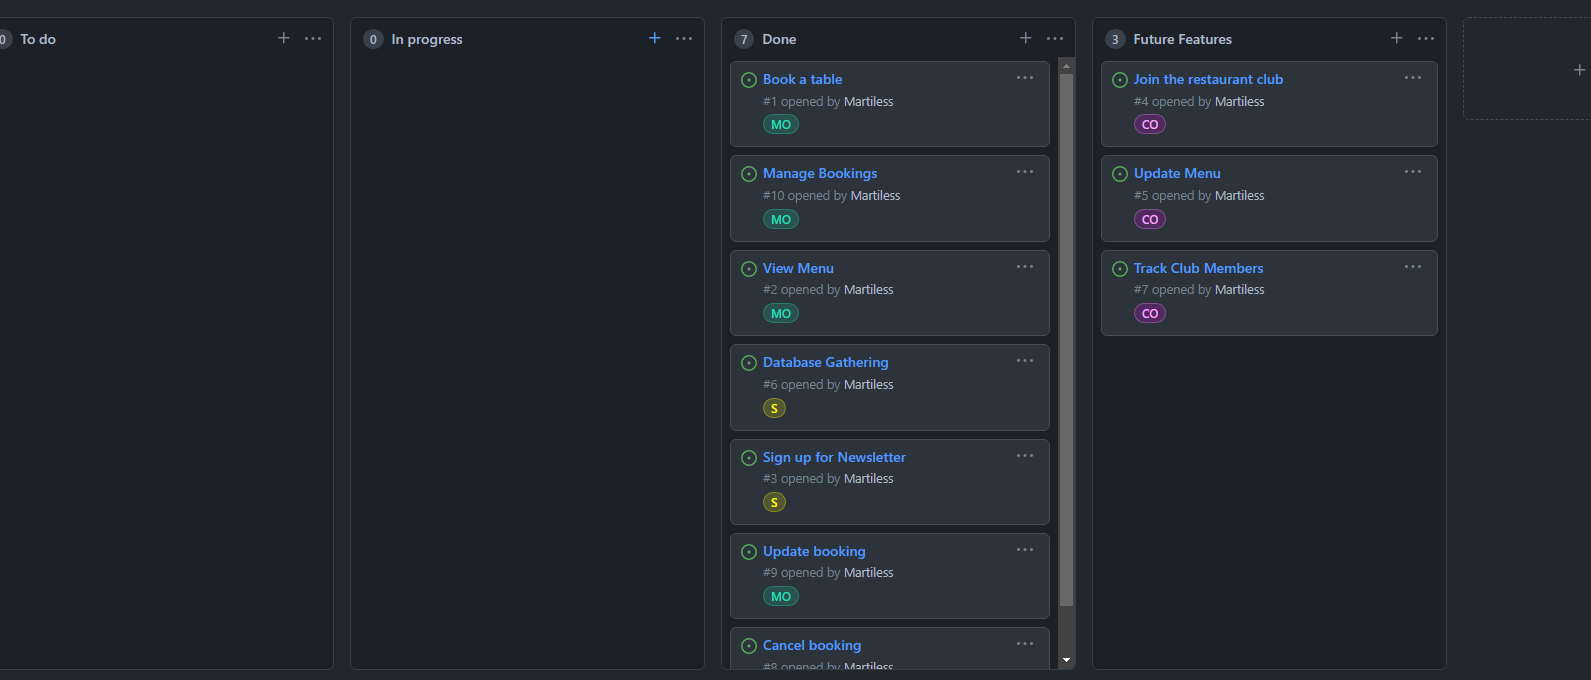 0 To do
0 In progress
7 Done
Book a table
#1 opened by Martiless
MO
Manage Bookings
#10 opened by Martiless
MO
View Menu
#2 opened by Martiless
MO
Database Gathering
#6 opened by Martiless
S
Sign up for Newsletter
#3 opened by Martiless
S
Update booking
#9 opened by Martiless
MO
Cancel booking
#8 opened by Martiless
3 Future Features
Join the restaurant club
#4 opened by Martiless
CO
Update Menu
#5 opened by Martiless
CO
Track Club Members
#7 opened by Martiless
CO